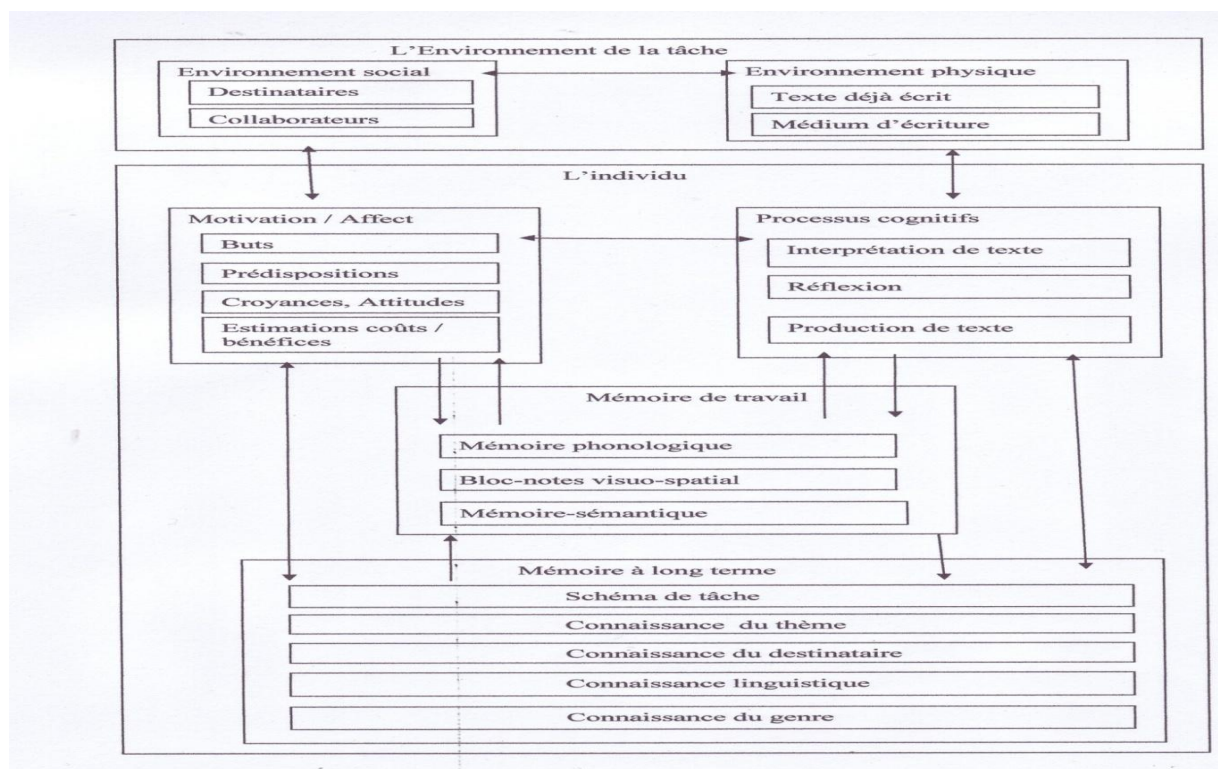 L'Environnement de la tâche
Environnement social
Destinataires
Collaborateurs
Environnement physique
Texte déjà écrit
Médium d'écriture
L'individu
Motivation / Affect
Buts
Prédispositions
Croyances, Attitudes
Estimations coûts /
bénéfices
Processus cognitifs
Interprétation de texte
Réflexion
Production de texte
Mémoire de travail
Mémoire phonologique
Bloc-notes visuo-spatial
Mémoire-sémantique
Mémoire à long terme
Schéma de tâche
Connaissance du thème
Connaissance du destinataire
Connaissance linguistique
Connaissance du genre